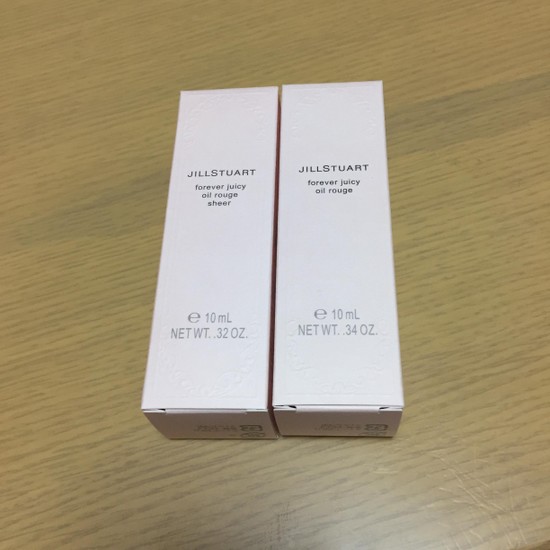 JILLSTUART
forever juicy
oil rouge
sheer
℮ 10 mL
NET WT. .32 OZ.
JILLSTUART
forever juicy
oil rouge
℮ 10 mL
NET WT. .34 OZ.